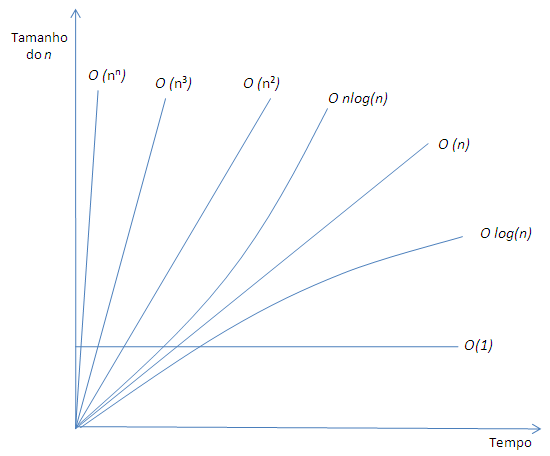 Tamanho
do n
O (nⁿ)
O (n³)
O (n²)
O nlog(n)
O (n)
O log(n)
O(1)
Tempo